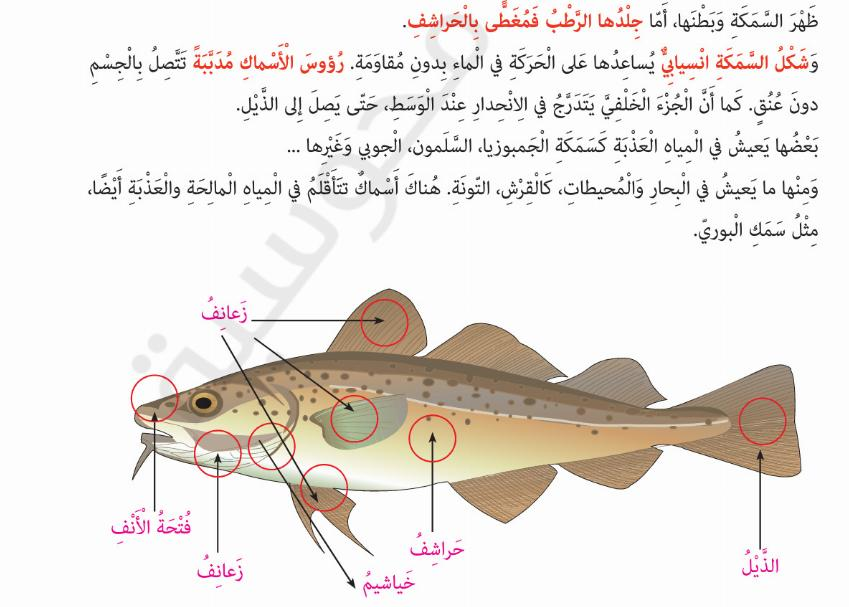 ظَهْرَ السَّمَكَةِ وَبَطْنَها، أَمّا جِلْدُها الرَّطْبُ فَمُغَطًّى بِالْحَراشِفِ.
وَشَكْلُ السَّمَكَةِ انْسِيابِيٌّ يُساعِدُها عَلى الْحَرَكَةِ في الْماء بِدونِ مُقاوَمَةٍ. رُؤوسَ الْأَسْماكِ مُدَبَّبَةً تَتَّصِلُ بِالْجِسْمِ
دونَ عُنُقٍ. كَما أَنَّ الْجُزْءَ الْخَلْفِيَّ يَتَدَرَّجُ في الِانْحِدارِ عِنْدَ الْوَسَطِ، حَتّى يَصِلَ إِلى الذَّيْلِ.
بَعْضُها يَعيشُ في الْمِياهِ الْعَذْبَةِ كَسَمَكَةِ الْجَمبوزيا، السَّلَمون، الْجوبي وَغَيْرِها ...
وَمِنْها ما يَعيشُ في الْبِحارِ وَالْمُحيطاتِ، كَالْقِرْشِ، التّونَةِ. هُناكَ أَسْماكٌ تَتَأَقْلَمُ في الْمِياهِ الْمالِحَةِ والْعَذْبَةِ أَيْضًا،
مِثْلُ سَمَكِ الْبوريّ.
زَعانِفُ
فُتْحَةُ الْأَنْفِ
زَعانِفُ
خَياشيمُ
حَراشِفُ
الذَّيْلُ
محوسبة